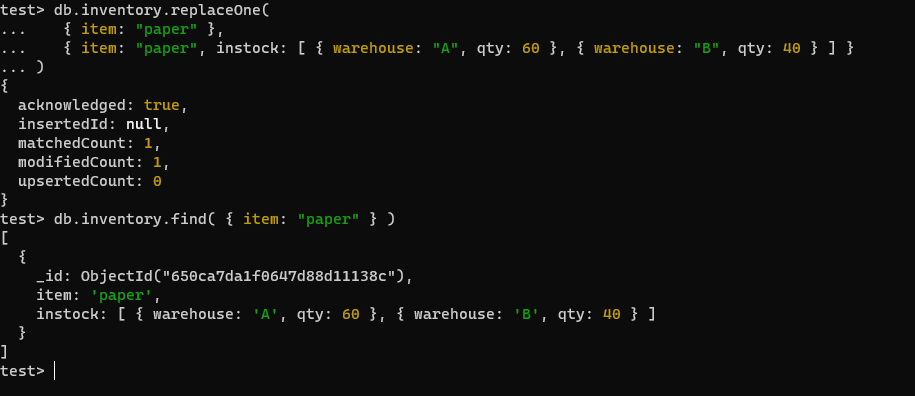 test> db.inventory.replaceOne(
...    { item: "paper" },
...    { item: "paper", instock: [ { warehouse: "A", qty: 60 }, { warehouse: "B", qty: 40 } ] }
... )
{
  acknowledged: true,
  insertedId: null,
  matchedCount: 1,
  modifiedCount: 1,
  upsertedCount: 0
}
test> db.inventory.find( { item: "paper" } )
[
  {
    _id: ObjectId("650ca7da1f0647d88d11138c"),
    item: 'paper',
    instock: [ { warehouse: 'A', qty: 60 }, { warehouse: 'B', qty: 40 } ]
  }
]
test>